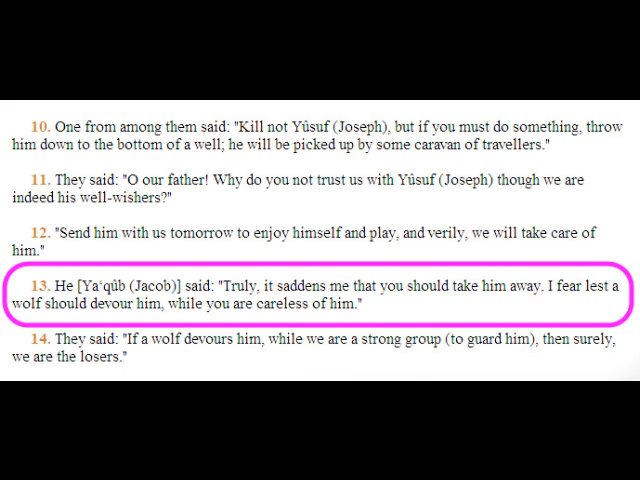 10. One from among them said: "Kill not Yûsuf (Joseph), but if you must do something, throw
him down to the bottom of a well; he will be picked up by some caravan of travellers."
11. They said: "O our father! Why do you not trust us with Yûsuf (Joseph) though we are
indeed his well-wishers?"
12. "Send him with us tomorrow to enjoy himself and play, and verily, we will take care of
him."
13. He [Ya'qûb (Jacob)] said: "Truly, it saddens me that you should take him away. I fear lest a
wolf should devour him, while you are careless of him."
14. They said: "If a wolf devours him, while we are a strong group (to guard him), then surely,
we are the losers."